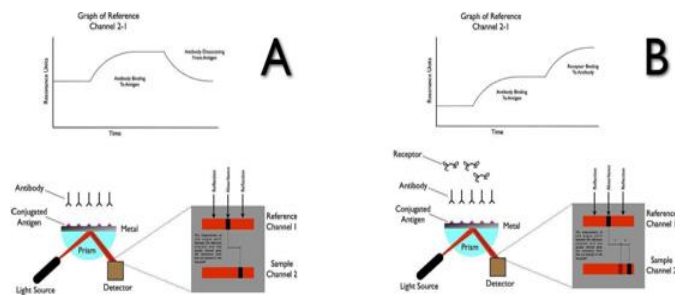 Graph of Reference
Channel 2-1
A
Antibody Dissociating
From Antigen
Antibody Binding
To Antigen
Resonance Units
Time
Antibody
Conjugated
Antigen
Metal
Prism
Light Source
Detector
Reflection
Absorbance
Reflection
Reference
Channel 1
Sample
Channel 2
Graph of Reference
Channel 2-1
B
Receptor Binding
To Antibody
Antibody Binding
To Antigen
Resonance Units
Time
Receptor
Antibody
Conjugated
Antigen
Metal
Prism
Light Source
Detector
Reflection
Absorbance
Reflection
Reference
Channel 1
Sample
Channel 2